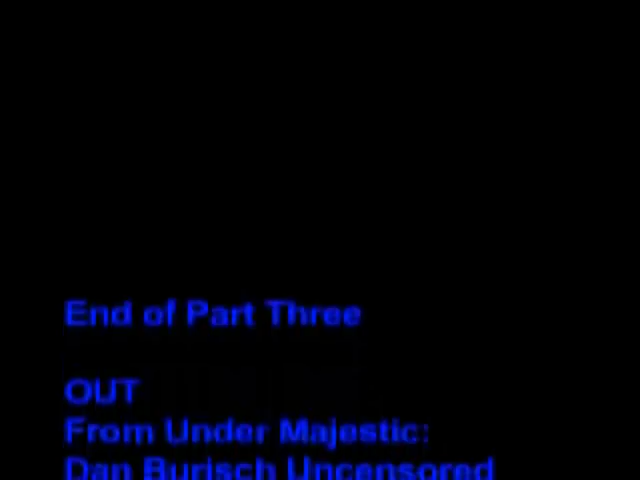 End of Part Three
OUT
From Under Majestic:
Dan Burisch Uncensored